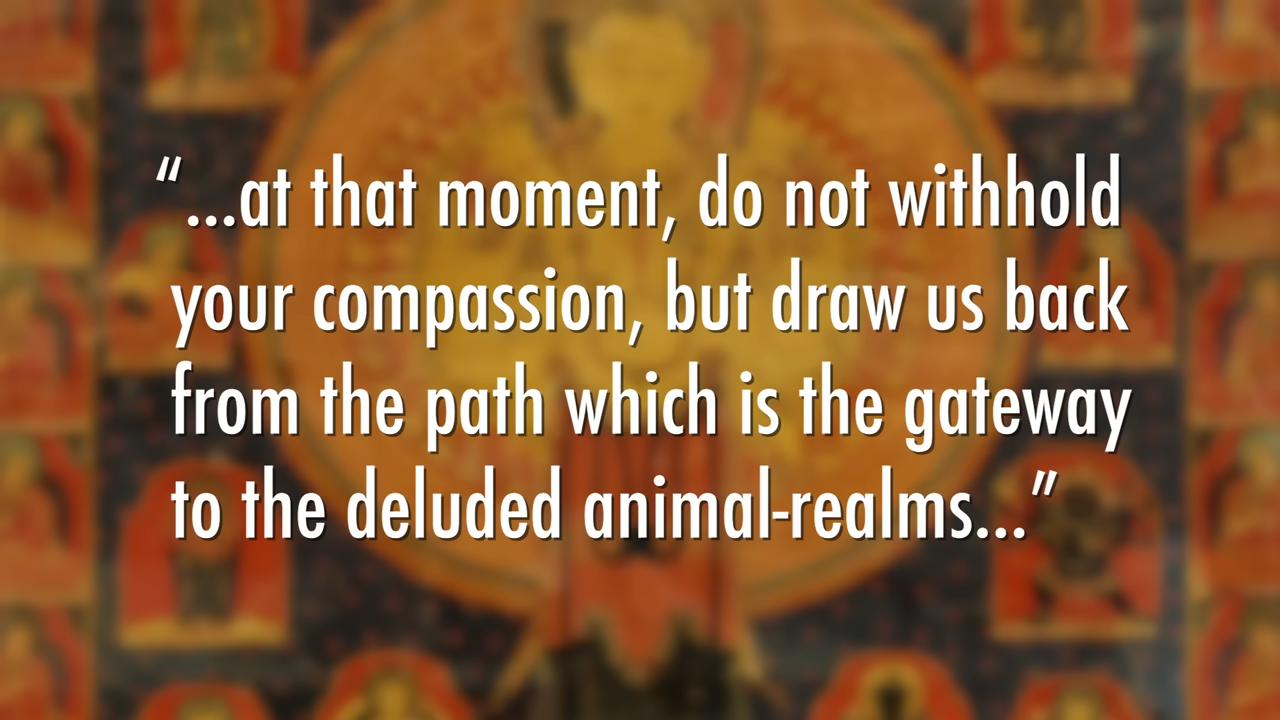 “...at that moment, do not withhold
your compassion, but draw us back
from the path which is the gateway
to the deluded animal-realms...”